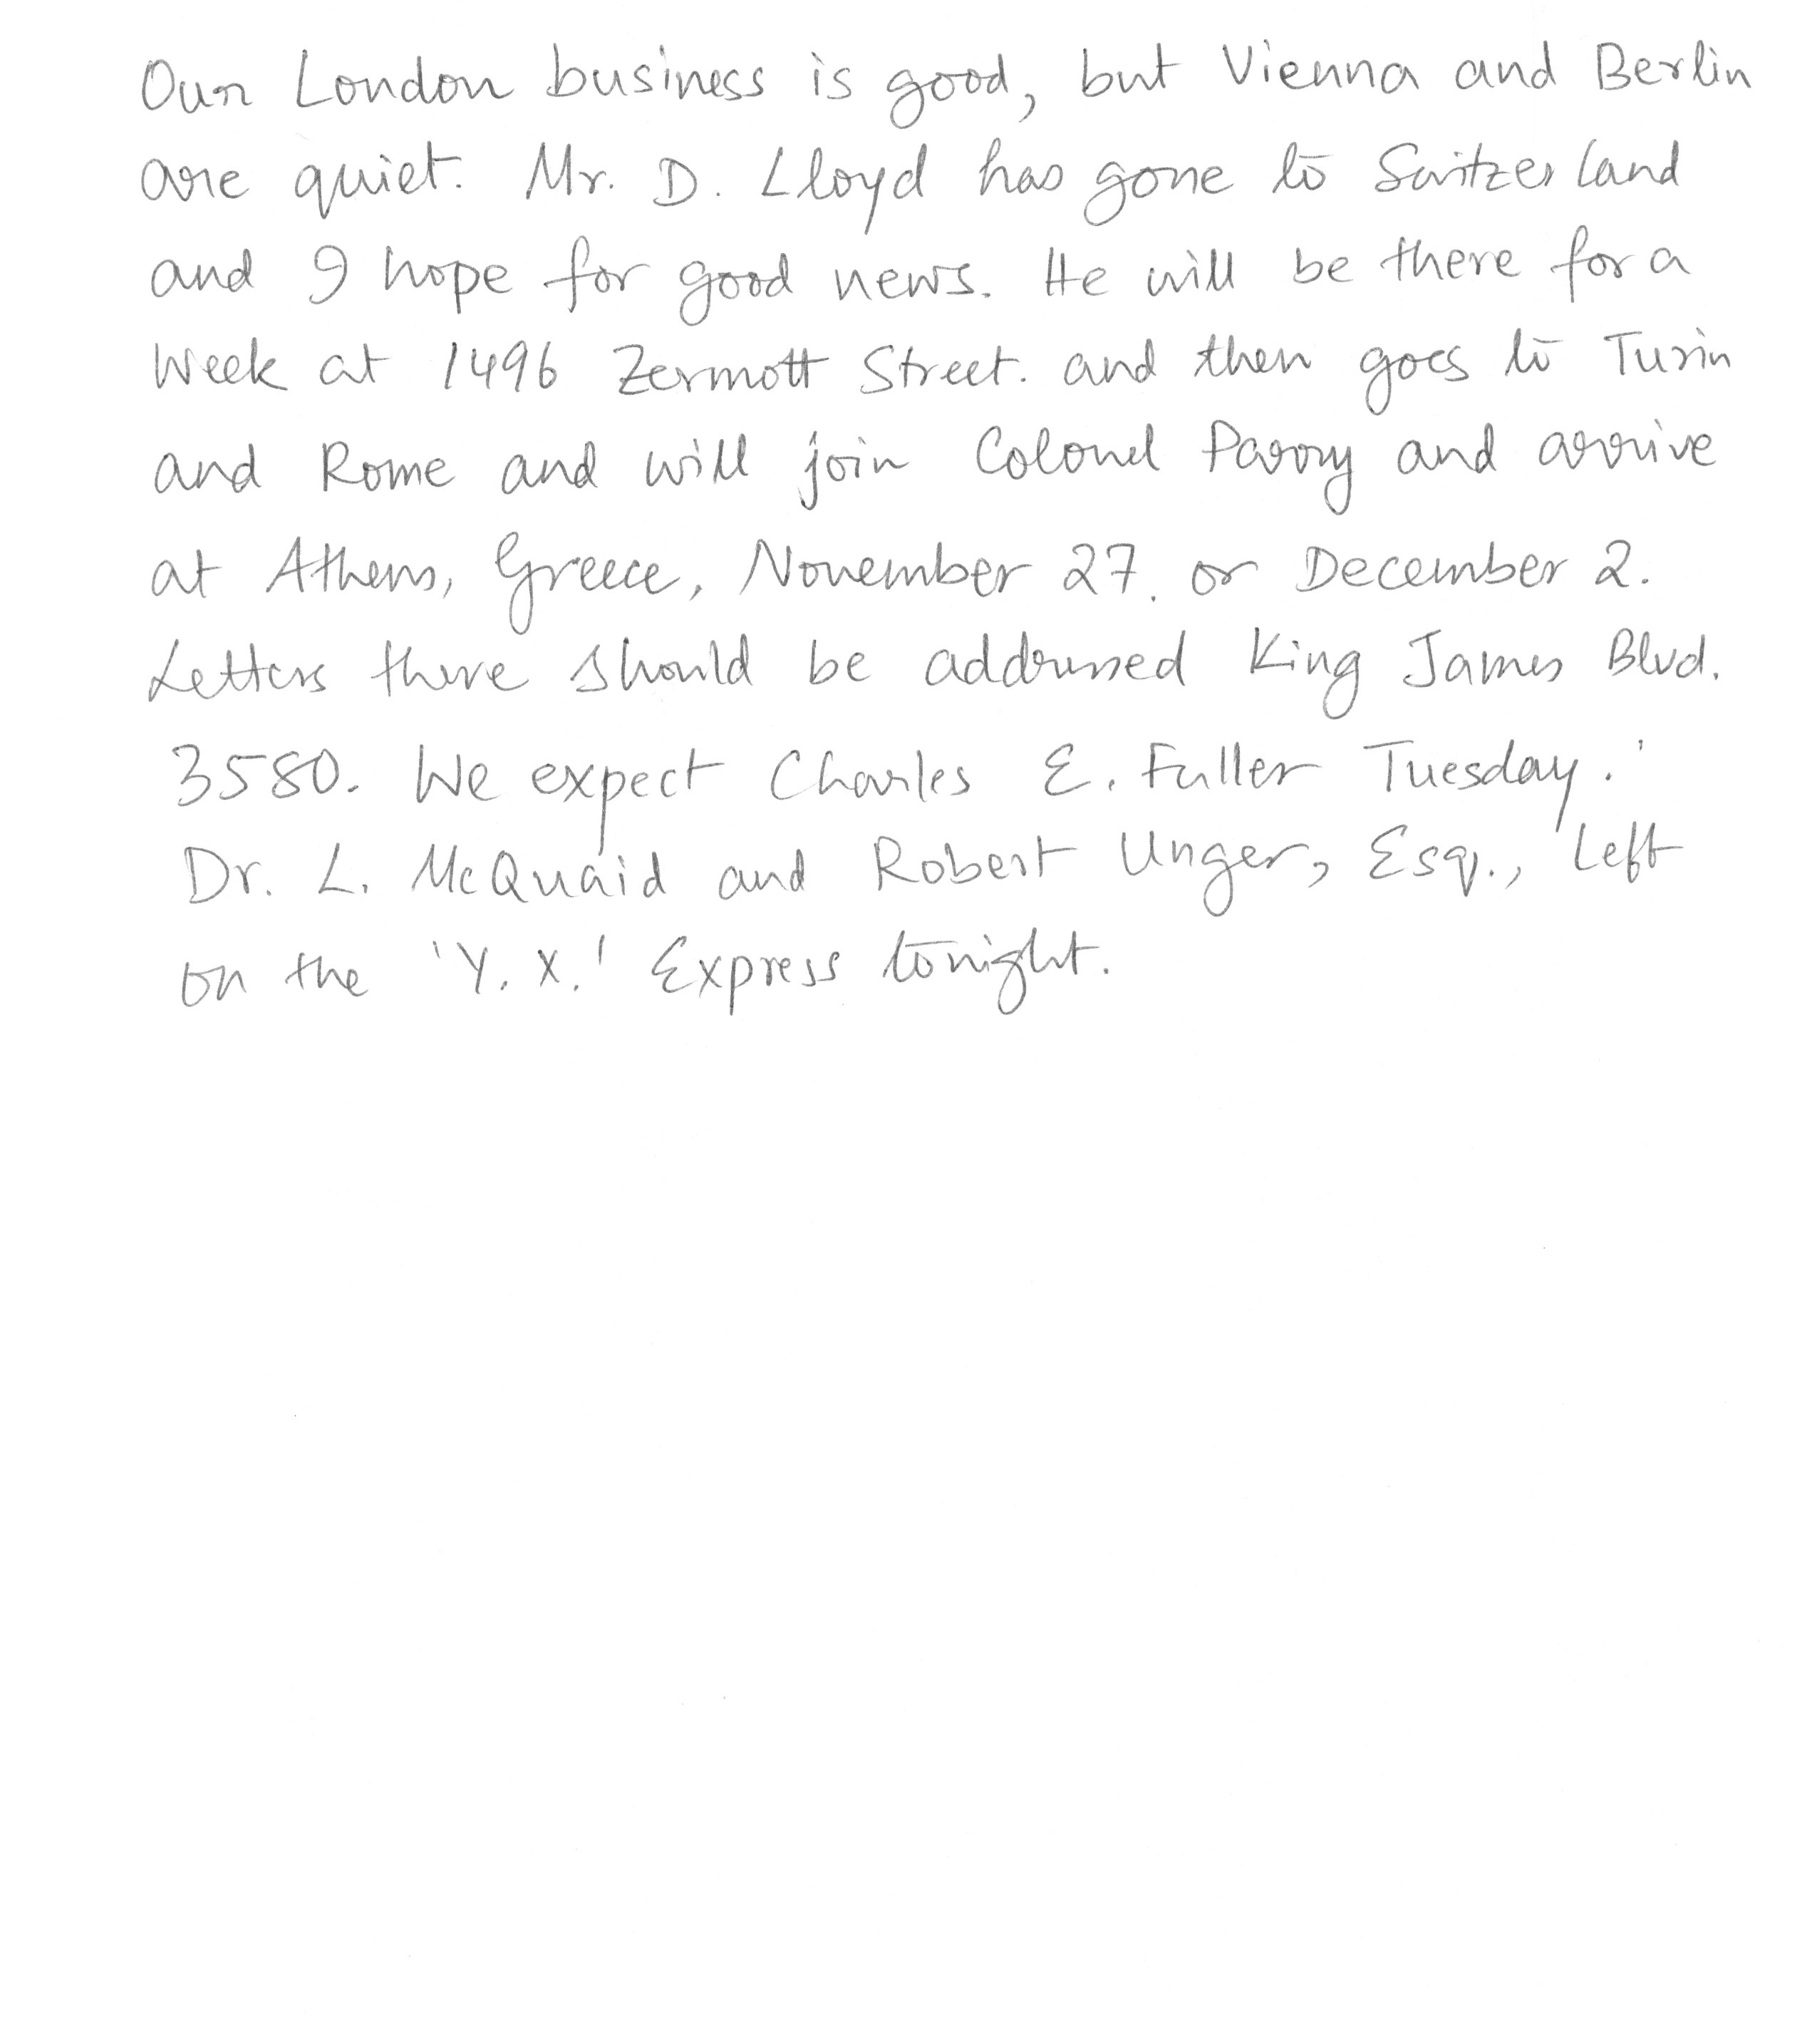 Our London business is good, but Vienna and Berlin
are quiet. Mr. D. Lloyd has gone to Switzerland
and I hope for good news. He will be there for a
week at 1496 Zermott Street. and then goes to Turin
and Rome and will join Colonel Parry and arrive
at Athens, Greece, November 27. or December 2.
Letters there should be addressed King James Blvd.
3580. We expect Charles E. Fuller Tuesday.
Dr. L. McQuaid and Robert Unger, Esq., left
on the 'Y. X.' Express tonight.